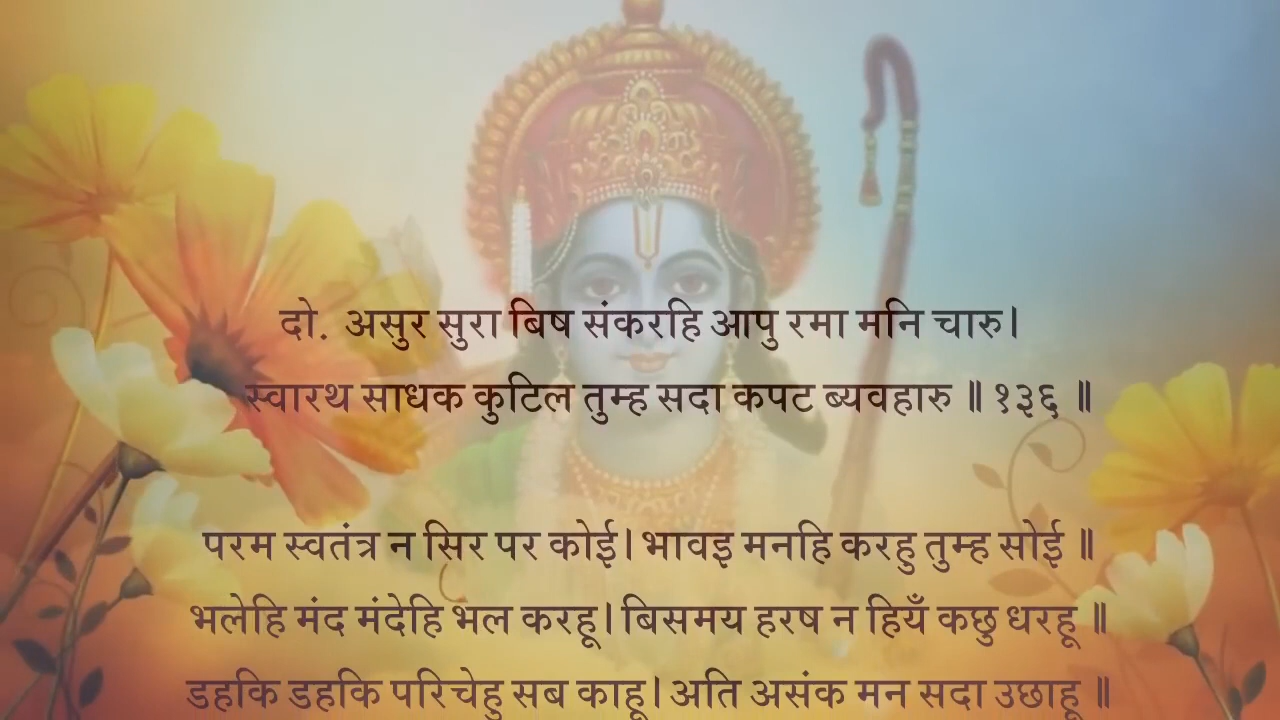 दो. असुर सुरा बिष संकरहि आपु रमा मनि चारु।
स्वारथ साधक कुटिल तुम्ह सदा कपट ब्यवहारु ॥ १३६ ॥
परम स्वतंत्र न सिर पर कोई। भावइ मनहि करहु तुम्ह सोई ॥
भलेहि मंद मंदेहि भल करहू। बिसमय हरष न हियँ कछु धरहू ॥
डहकि डहकि परिचेहु सब काहू। अति असंक मन सदा उछाहू ॥